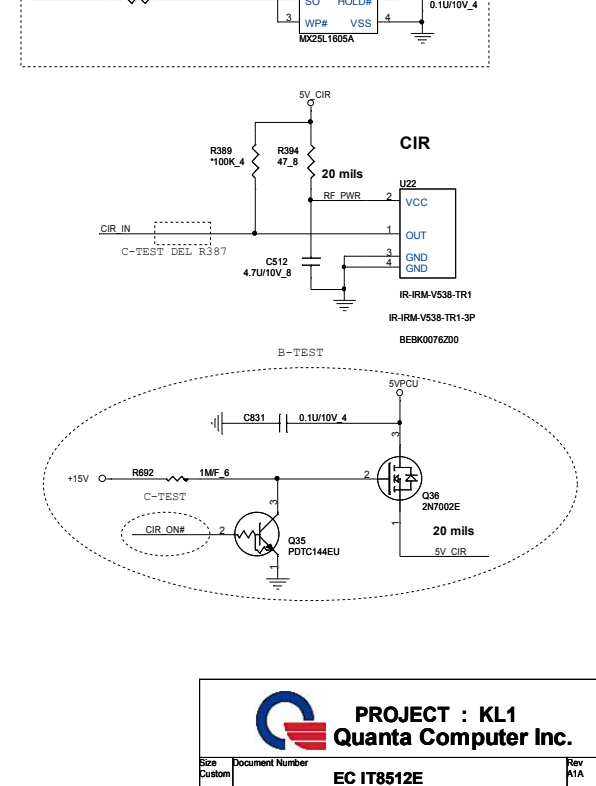 0.1U/10V_4
SO HOLD#
3 WP# VSS 4
MX25L1605A
5V_CIR
CIR
R389
*100K_4
R394
47_8
20 mils
U22
RF_PWR 2 VCC
CIR_IN 1 OUT
C-TEST DEL R387
3 GND
4 GND
C512
4.7U/10V_8
IR-IRM-V538-TR1
IR-IRM-V538-TR1-3P
BEBK0076Z00
B-TEST
5VPCU
C831 0.1U/10V_4
3
+15V R692 1M/F_6 2
C-TEST
Q36
2N7002E
3
1
20 mils
CIR_ON# 2
Q35
PDTC144EU
5V_CIR
1
PROJECT : KL1
Quanta Computer Inc.
Size
Custom
Document Number
EC IT8512E
Rev
A1A